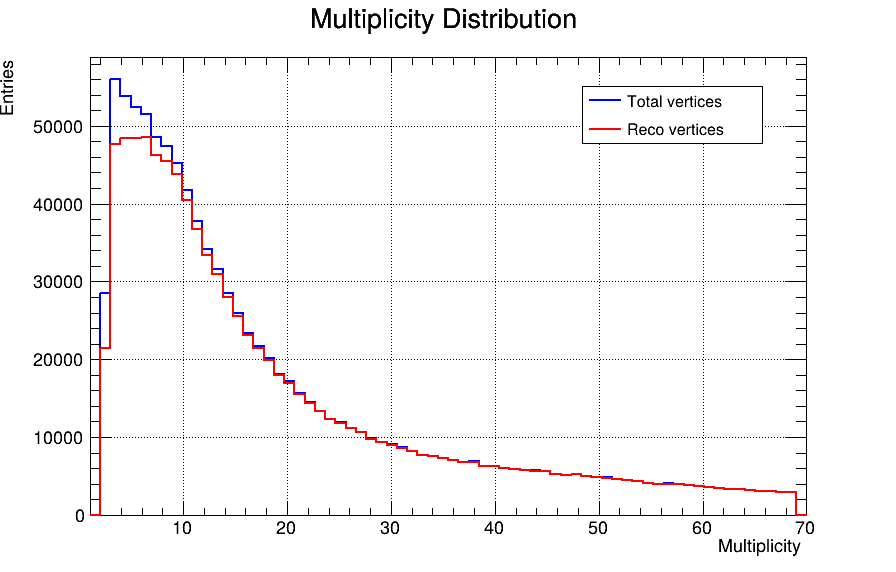 Multiplicity Distribution
Entries
Total vertices
Reco vertices
50000
40000
30000
20000
10000
0
10 20 30 40 50 60 70
Multiplicity